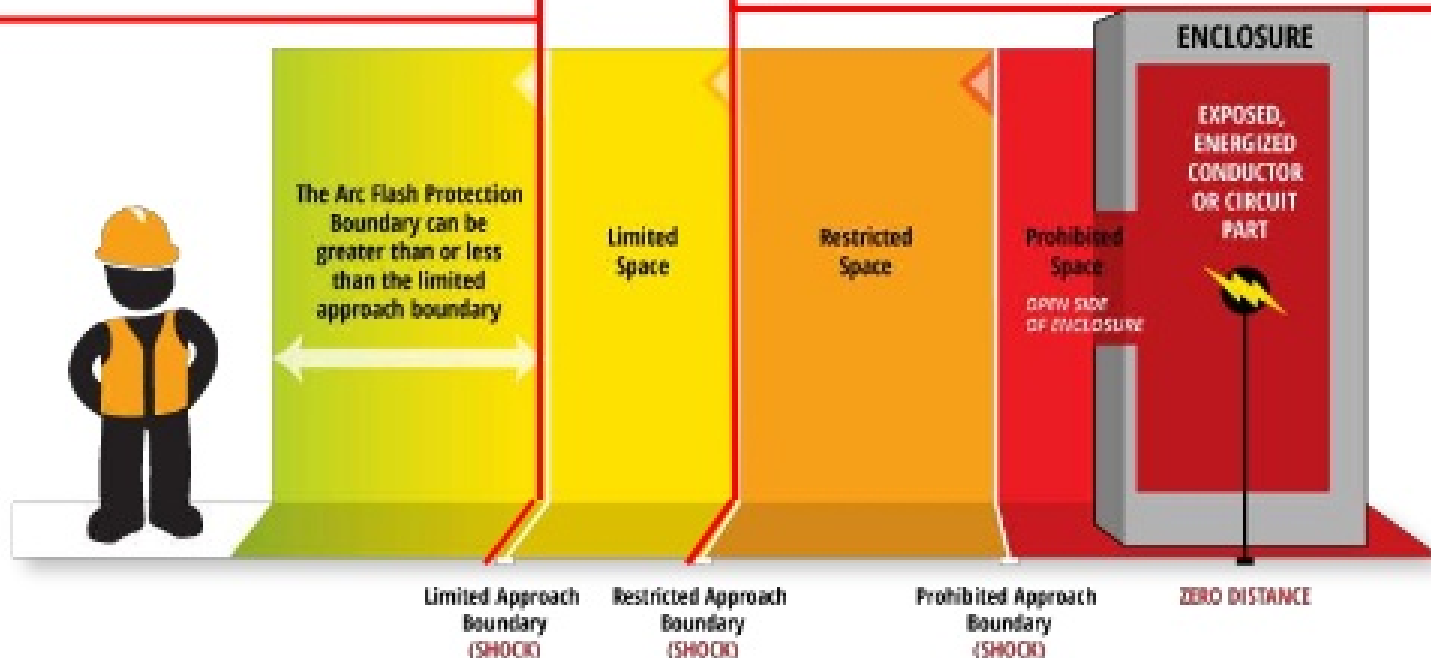 ENCLOSURE
EXPOSED,
ENERGIZED
CONDUCTOR
OR CIRCUIT
PART
The Arc Flash Protection
Boundary can be
greater than or less
than the limited
approach boundary
Limited
Space
Restricted
Space
Prohibited
Space
OPEN SIDE
OF ENCLOSURE
Limited Approach
Boundary
(SHOCK)
Restricted Approach
Boundary
(SHOCK)
Prohibited Approach
Boundary
(SHOCK)
ZERO DISTANCE